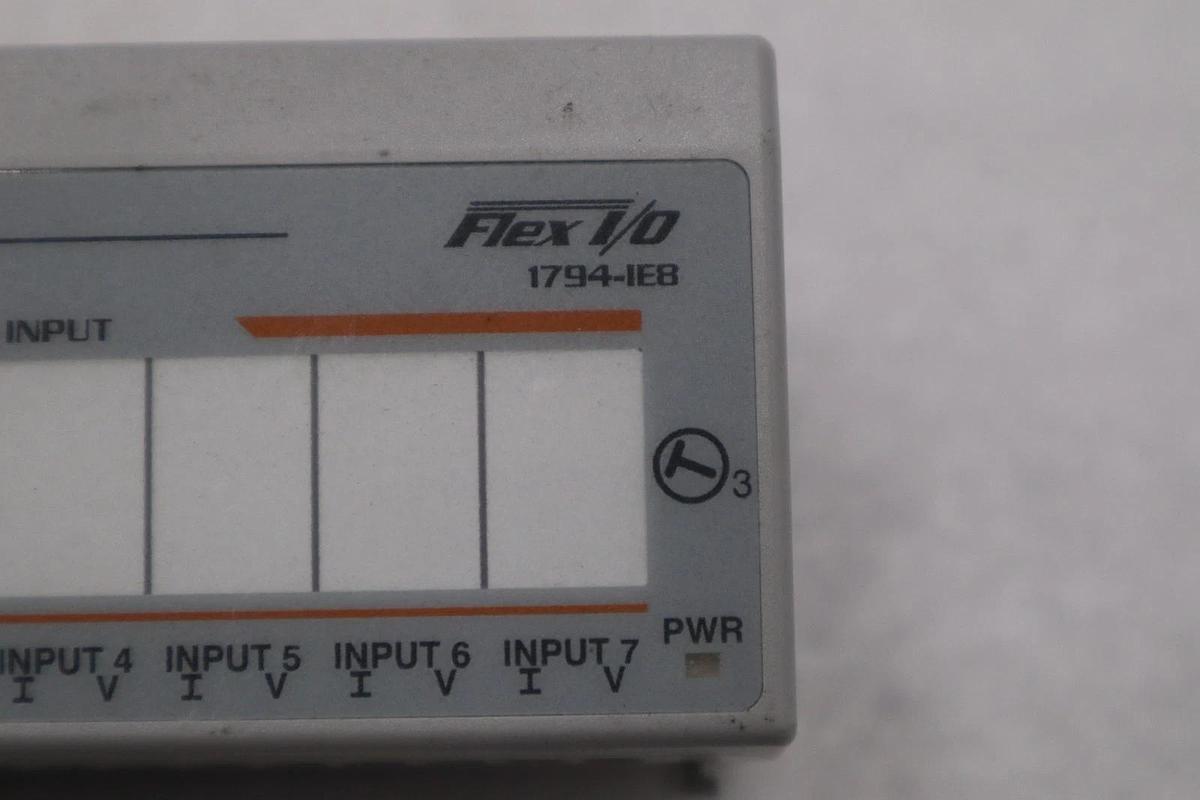 Flex I/O
1794-IE8
INPUT
3
PWR
INPUT 4 INPUT 5 INPUT 6 INPUT 7
I V I V I V I V